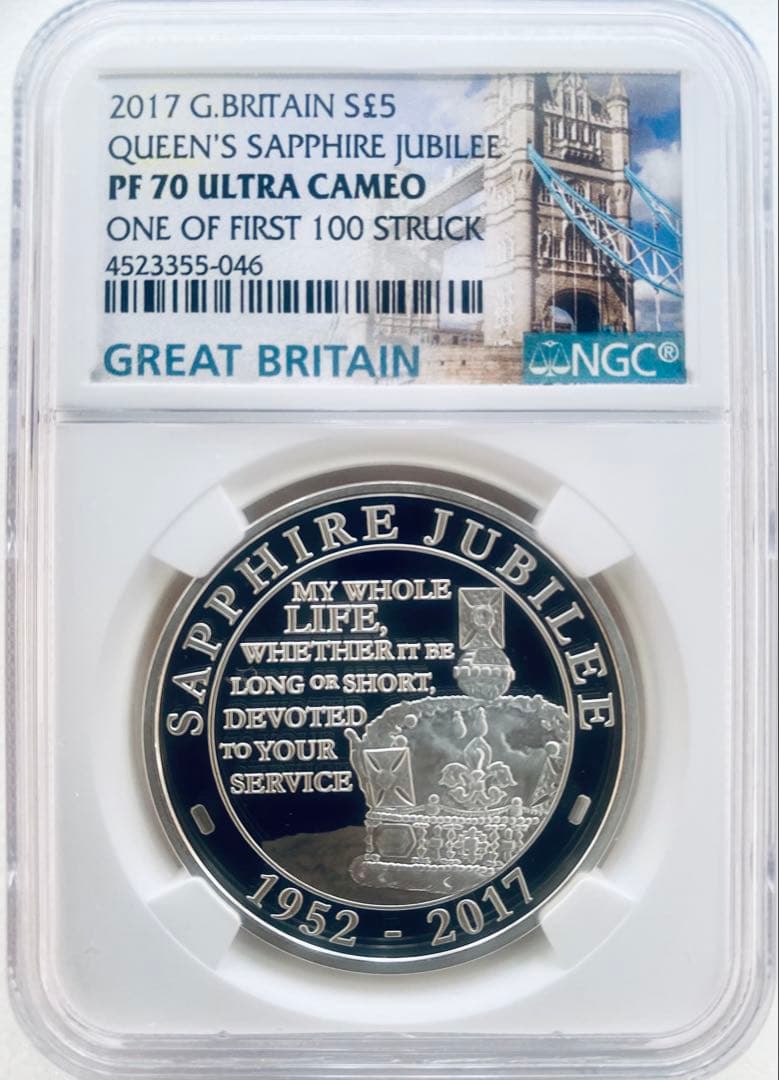 2017 G.BRITAIN S£5
QUEEN'S SAPPHIRE JUBILEE
PF 70 ULTRA CAMEO
ONE OF FIRST 100 STRUCK
4523355-046
GREAT BRITAIN
NGC®
SAPPHIRE JUBILEE
MY WHOLE
LIFE,
WHETHER IT BE
LONG OR SHORT,
DEVOTED
TO YOUR
SERVICE
1952 - 2017